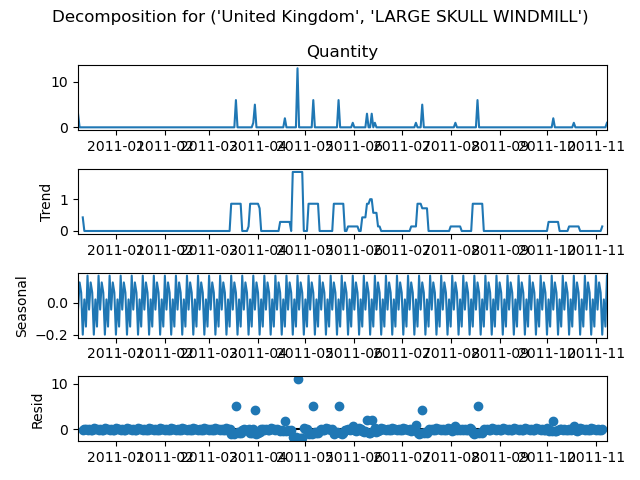 Decomposition for ('United Kingdom', 'LARGE SKULL WINDMILL')
Quantity
10
0
2011-01 2011-02 2011-03 2011-04 2011-05 2011-06 2011-07 2011-08 2011-09 2011-10 2011-11
Trend
1
0
2011-01 2011-02 2011-03 2011-04 2011-05 2011-06 2011-07 2011-08 2011-09 2011-10 2011-11
Seasonal
0.0
−0.2
2011-01 2011-02 2011-03 2011-04 2011-05 2011-06 2011-07 2011-08 2011-09 2011-10 2011-11
Resid
10
0
2011-01 2011-02 2011-03 2011-04 2011-05 2011-06 2011-07 2011-08 2011-09 2011-10 2011-11